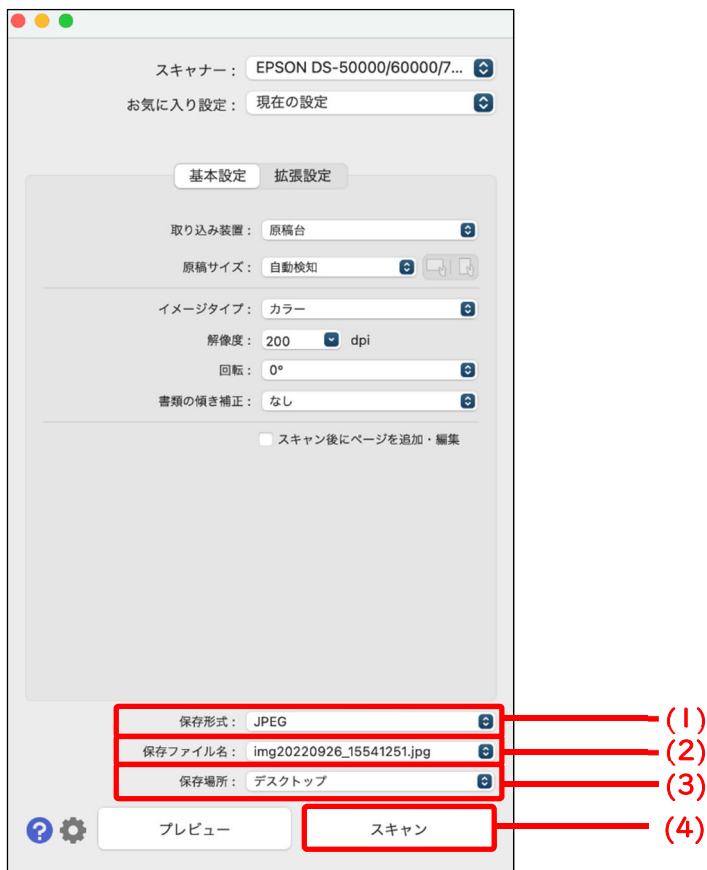 スキャナー： EPSON DS-50000/60000/7...
お気に入り設定： 現在の設定
基本設定 拡張設定
取り込み装置： 原稿台
原稿サイズ： 自動検知
イメージタイプ： カラー
解像度： 200 dpi
回転： 0°
書類の傾き補正： なし
スキャン後にページを追加・編集
保存形式： JPEG (1)
保存ファイル名： img20220926_15541251.jpg (2)
保存場所： デスクトップ (3)
? プレビュー スキャン (4)